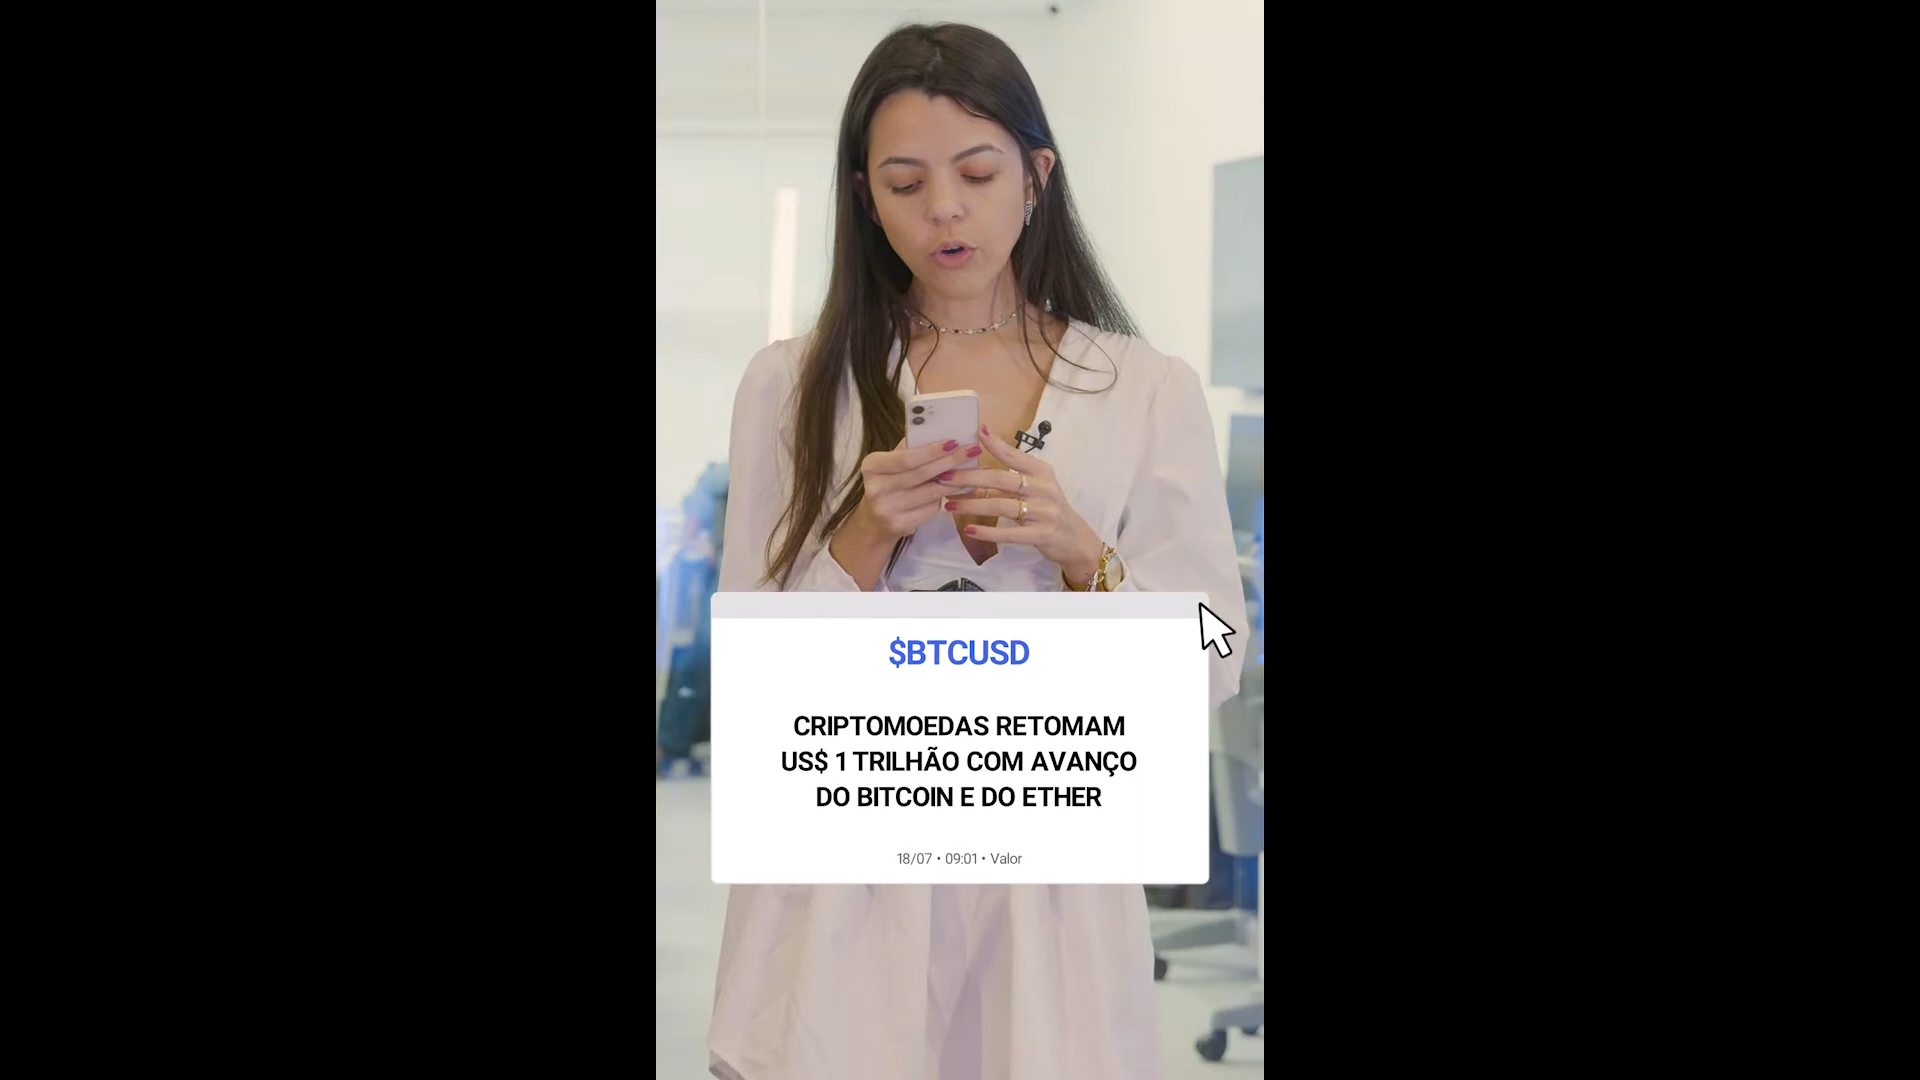 $BTCUSD
CRIPTOMOEDAS RETOMAM
US$ 1 TRILHÃO COM AVANÇO
DO BITCOIN E DO ETHER
18/07 • 09:01 • Valor